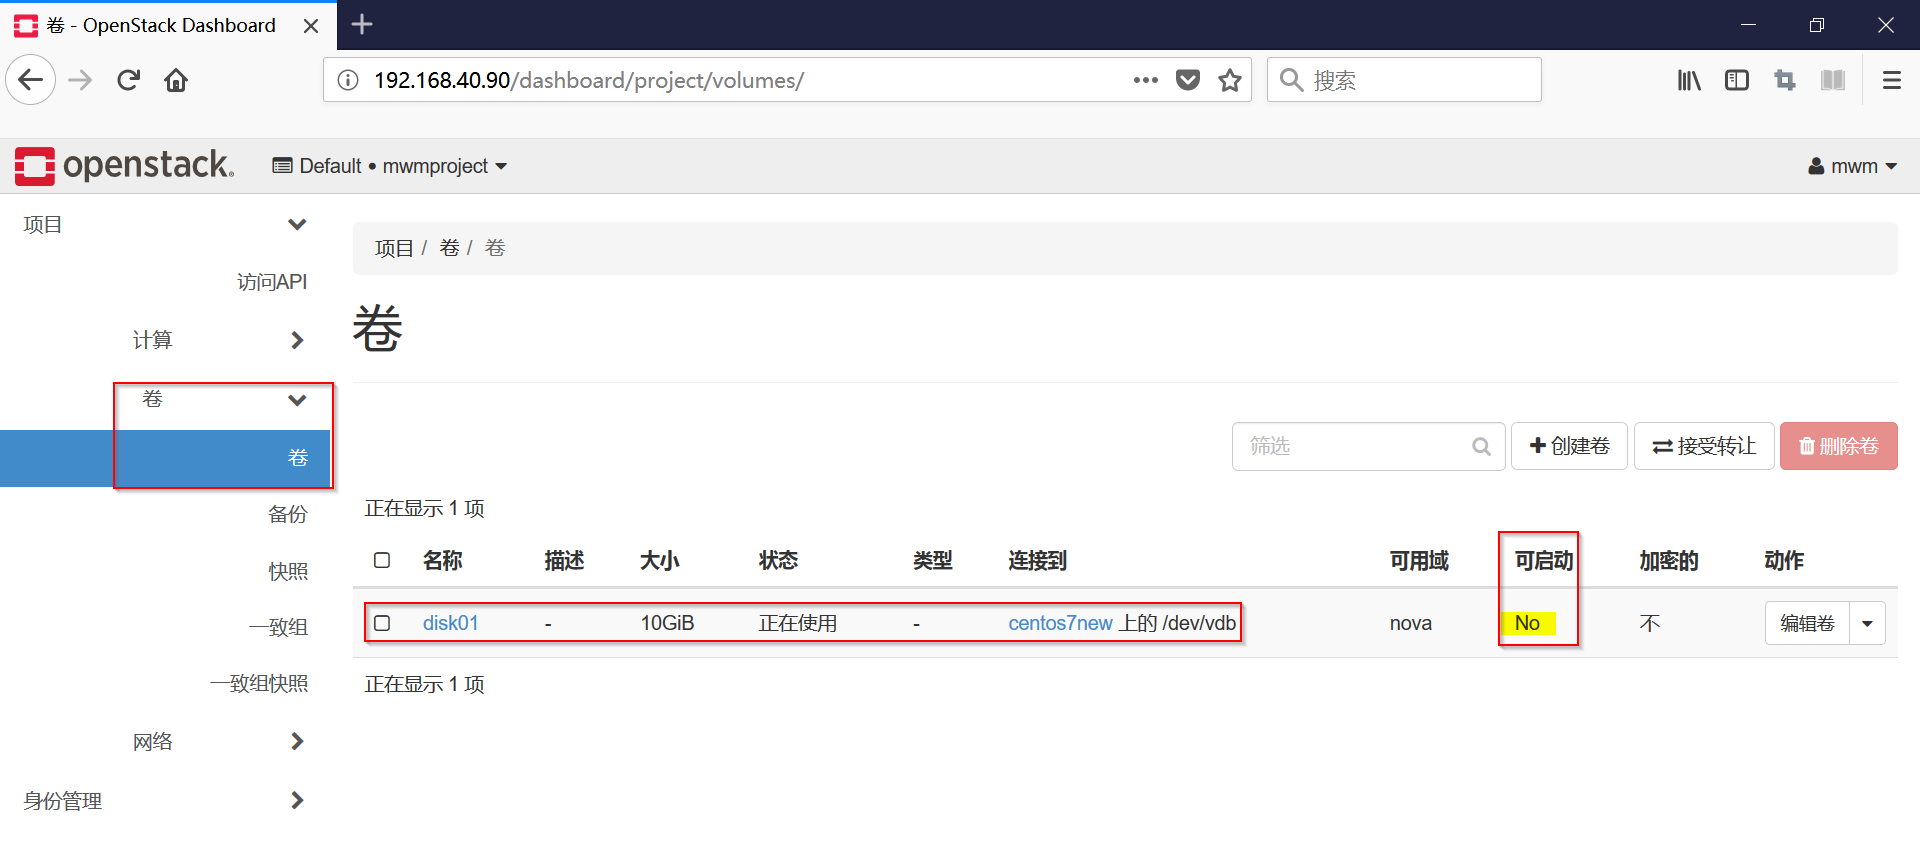 卷 - OpenStack Dashboard
192.168.40.90/dashboard/project/volumes/
搜索
openstack.
Default • mwmproject
mwm
项目
访问API
计算
卷
卷
备份
快照
一致组
一致组快照
网络
身份管理
项目 / 卷 / 卷
卷
筛选
创建卷
接受转让
删除卷
正在显示 1 项
名称 描述 大小 状态 类型 连接到 可用域 可启动 加密的 动作
disk01 - 10GiB 正在使用 - centos7new 上的 /dev/vdb nova No 不 编辑卷
正在显示 1 项